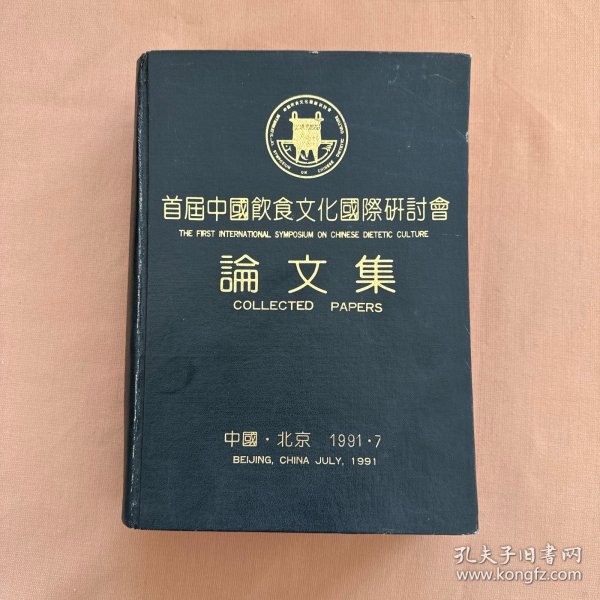 首屆中國飲食文化國際研討會
THE FIRST INTERNATIONAL SYMPOSIUM ON CHINESE DIETETIC CULTURE
論文集
COLLECTED PAPERS
中國·北京 1991·7
BEIJING, CHINA JULY, 1991
孔夫子旧书网
www.kongfz.com